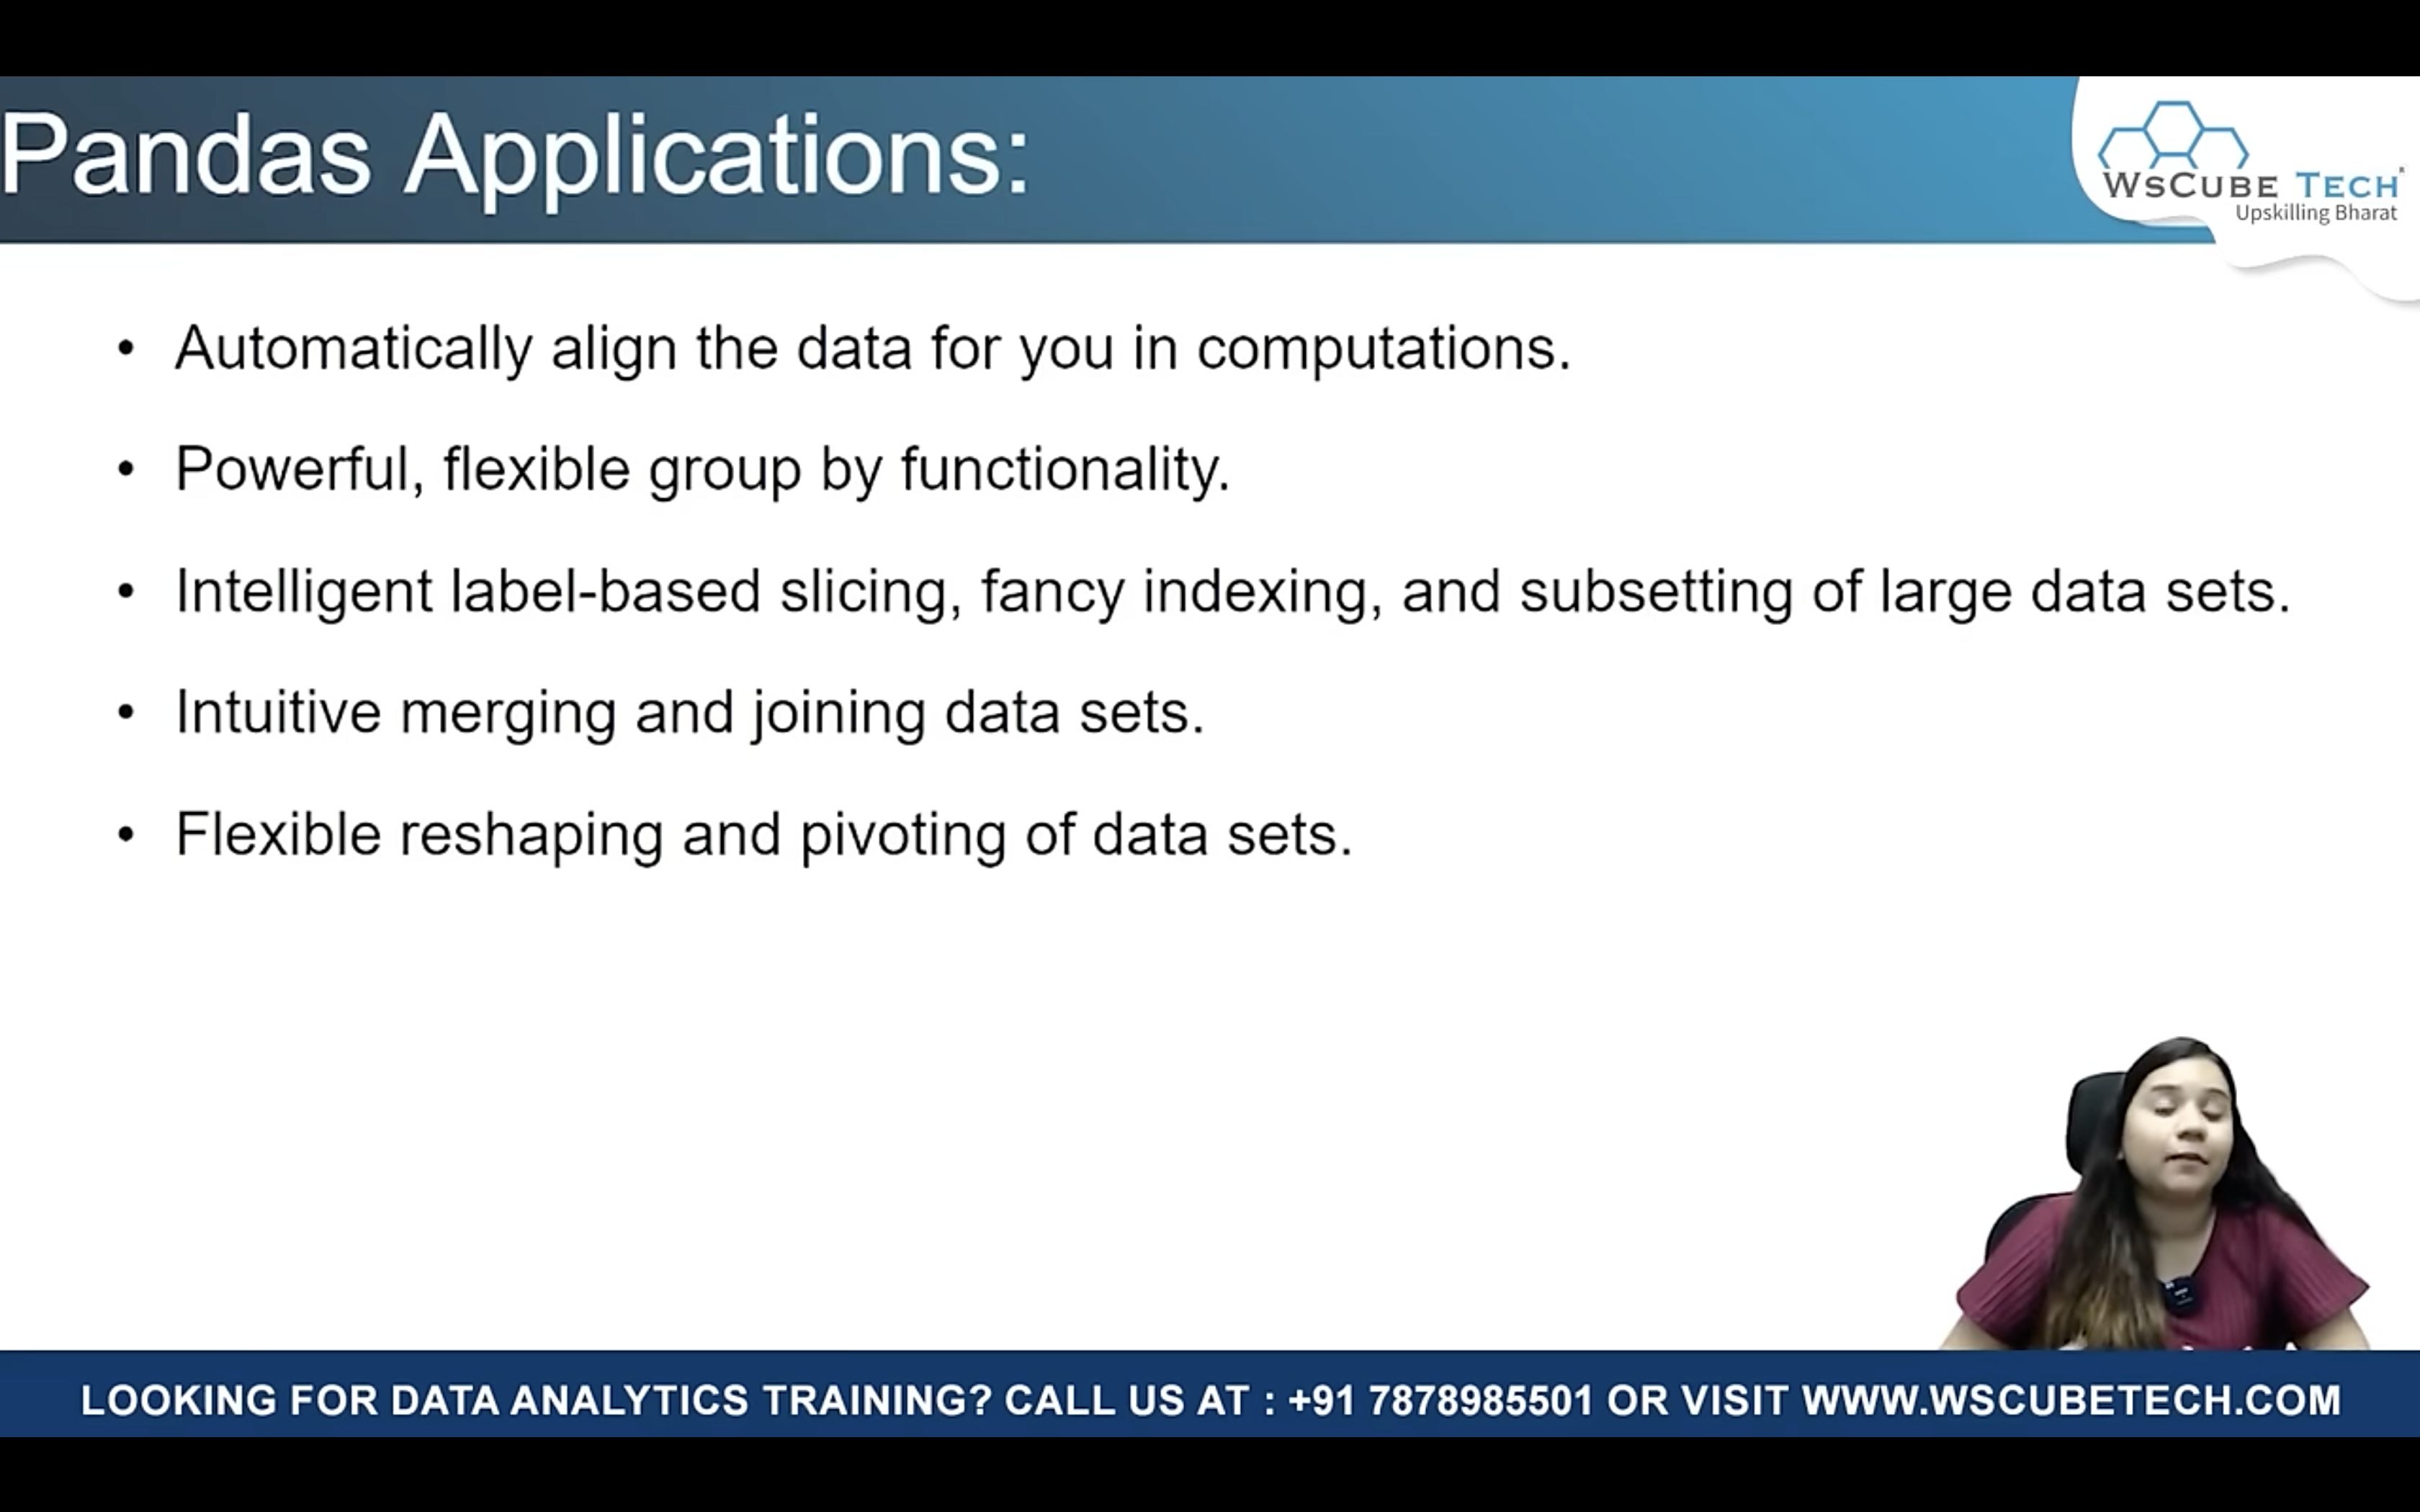 Pandas Applications:
WSCUBE TECH
Upskilling Bharat
• Automatically align the data for you in computations.
• Powerful, flexible group by functionality.
• Intelligent label-based slicing, fancy indexing, and subsetting of large data sets.
• Intuitive merging and joining data sets.
• Flexible reshaping and pivoting of data sets.
LOOKING FOR DATA ANALYTICS TRAINING? CALL US AT : +91 7878985501 OR VISIT WWW.WSCUBETECH.COM